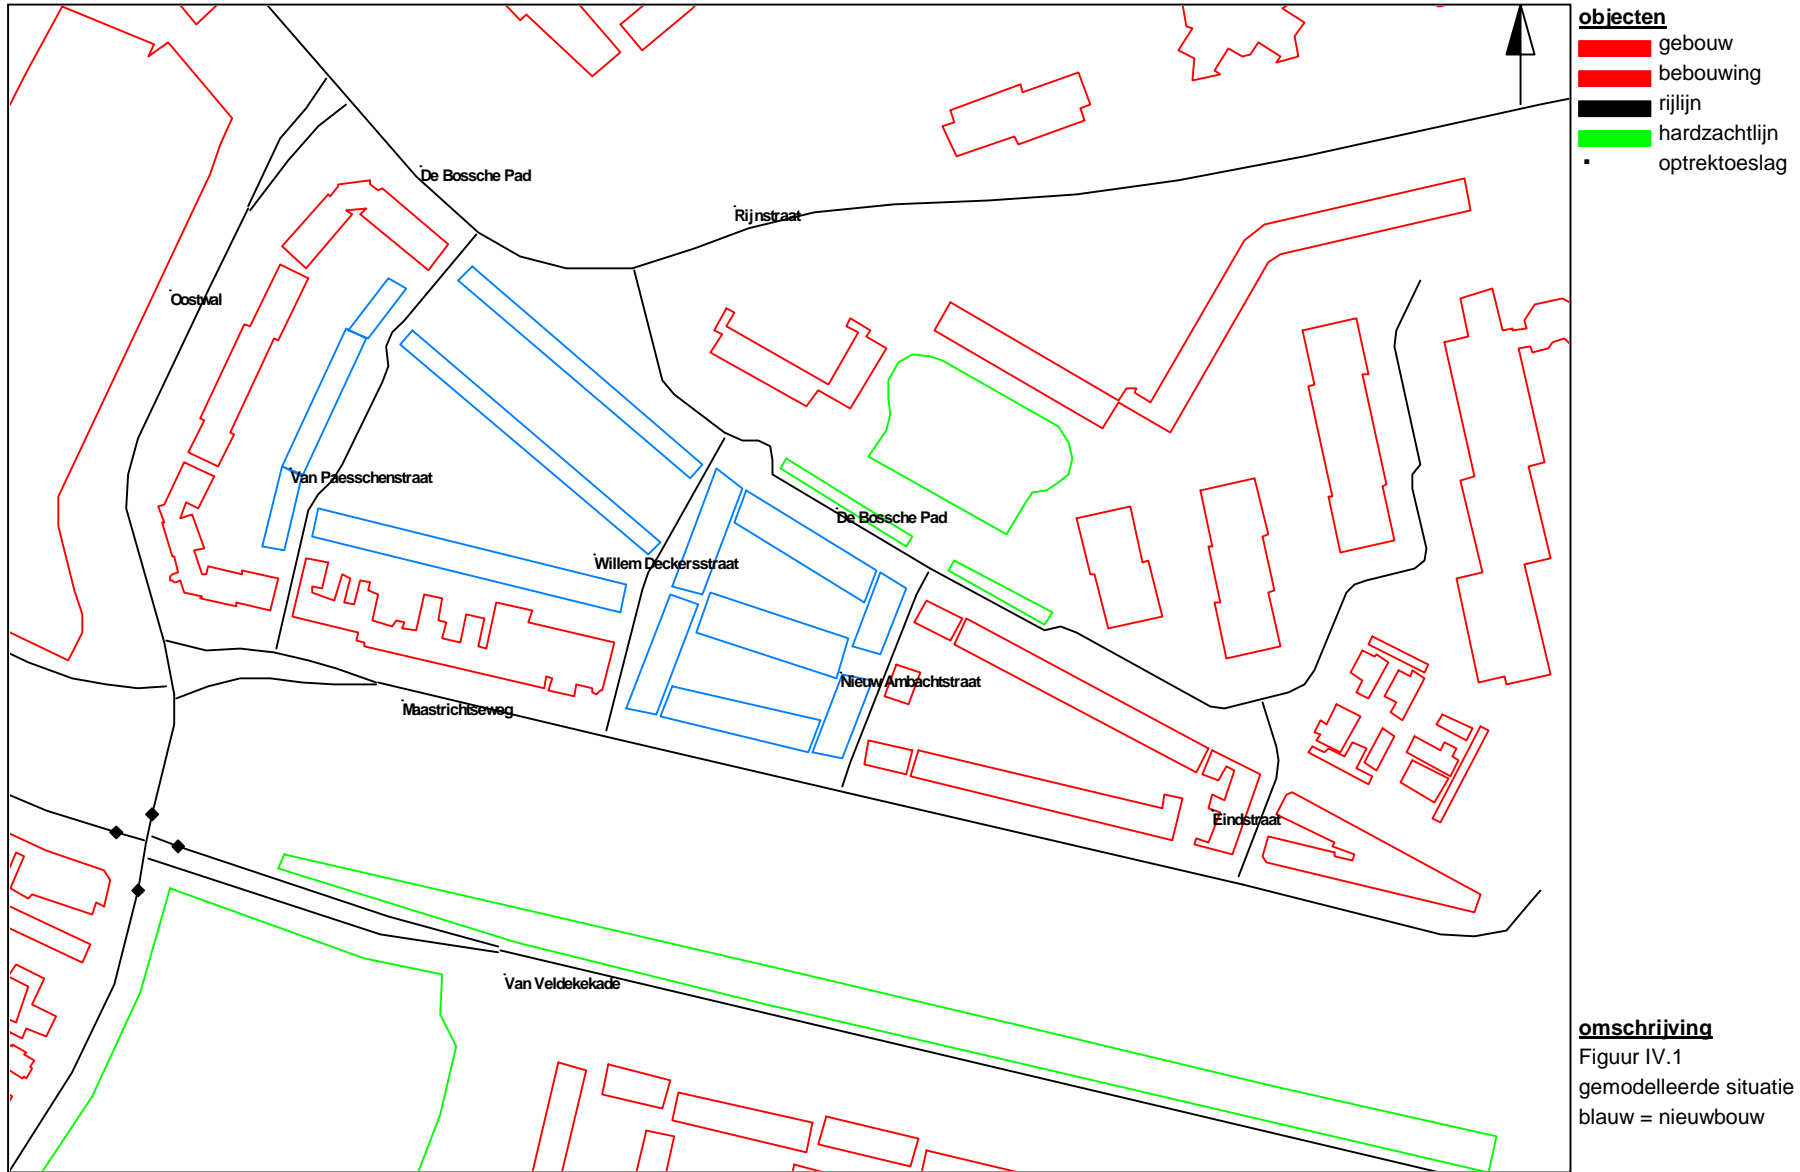 De Bossche Pad
Rijnstraat
Oostwal
Van Paesschenstraat
De Bossche Pad
Willem Deckersstraat
Nieuw Ambachtstraat
Maastrichtseweg
Eindstraat
Van Veldekekade
objecten
gebouw
bebouwing
rijlijn
hardzachtlijn
optrektoeslag
omschrijving
Figuur IV.1
gemodelleerde situatie
blauw = nieuwbouw